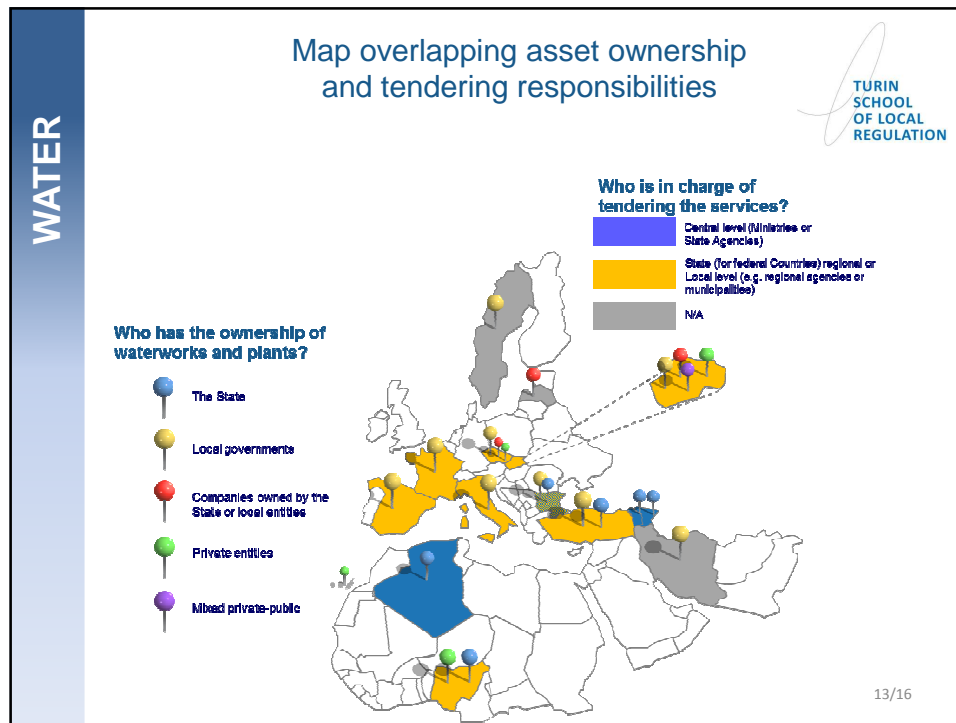 Map overlapping asset ownership
and tendering responsibilities
TURIN
SCHOOL
OF LOCAL
REGULATION
WATER
Who is in charge of
tendering the services?
Central level (Ministries or
State Agencies)
State (for federal Countries) regional or
Local level (e.g. regional agencies or
municipalities)
N/A
Who has the ownership of
waterworks and plants?
The State
Local governments
Companies owned by the
State or local entities
Private entities
Mixed private-public
13/16